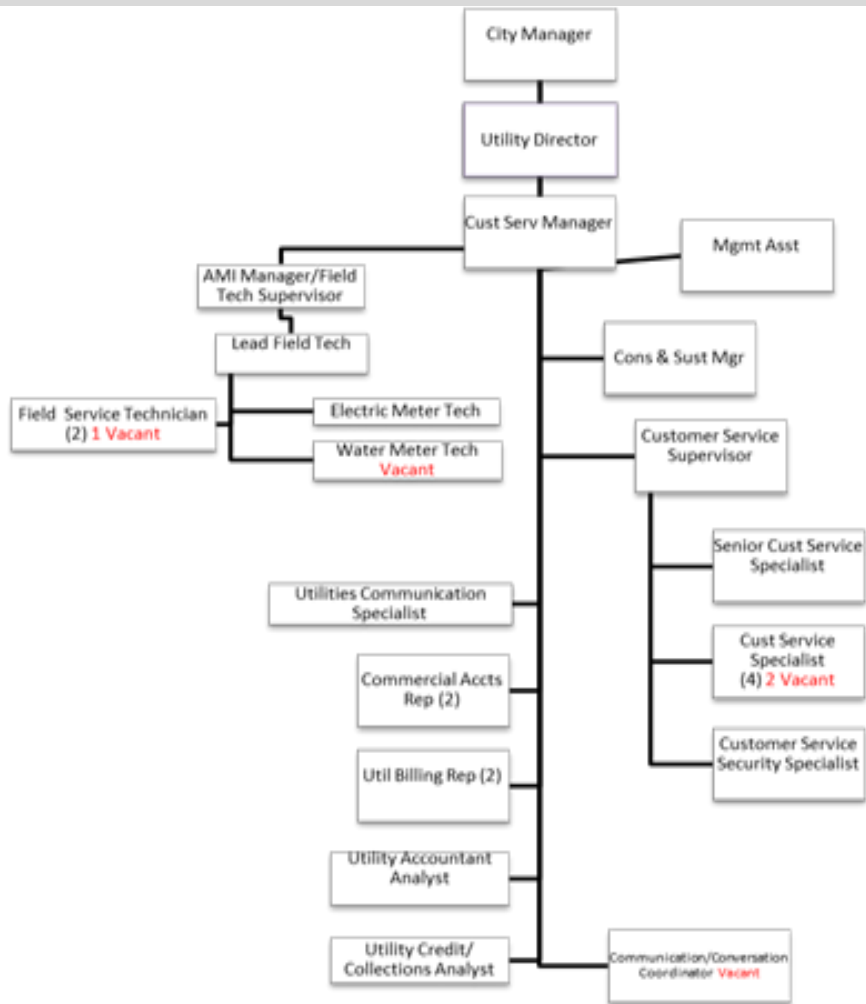 City Manager
Utility Director
Cust Serv Manager
Mgmt Asst
AMI Manager/Field
Tech Supervisor
Lead Field Tech
Cons & Sust Mgr
Field Service Technician
(2) 1 Vacant
Electric Meter Tech
Water Meter Tech
Vacant
Customer Service
Supervisor
Senior Cust Service
Specialist
Utilities Communication
Specialist
Cust Service
Specialist
(4) 2 Vacant
Commercial Accts
Rep (2)
Customer Service
Security Specialist
Util Billing Rep (2)
Utility Accountant
Analyst
Utility Credit/
Collections Analyst
Communication/Conversation
Coordinator Vacant